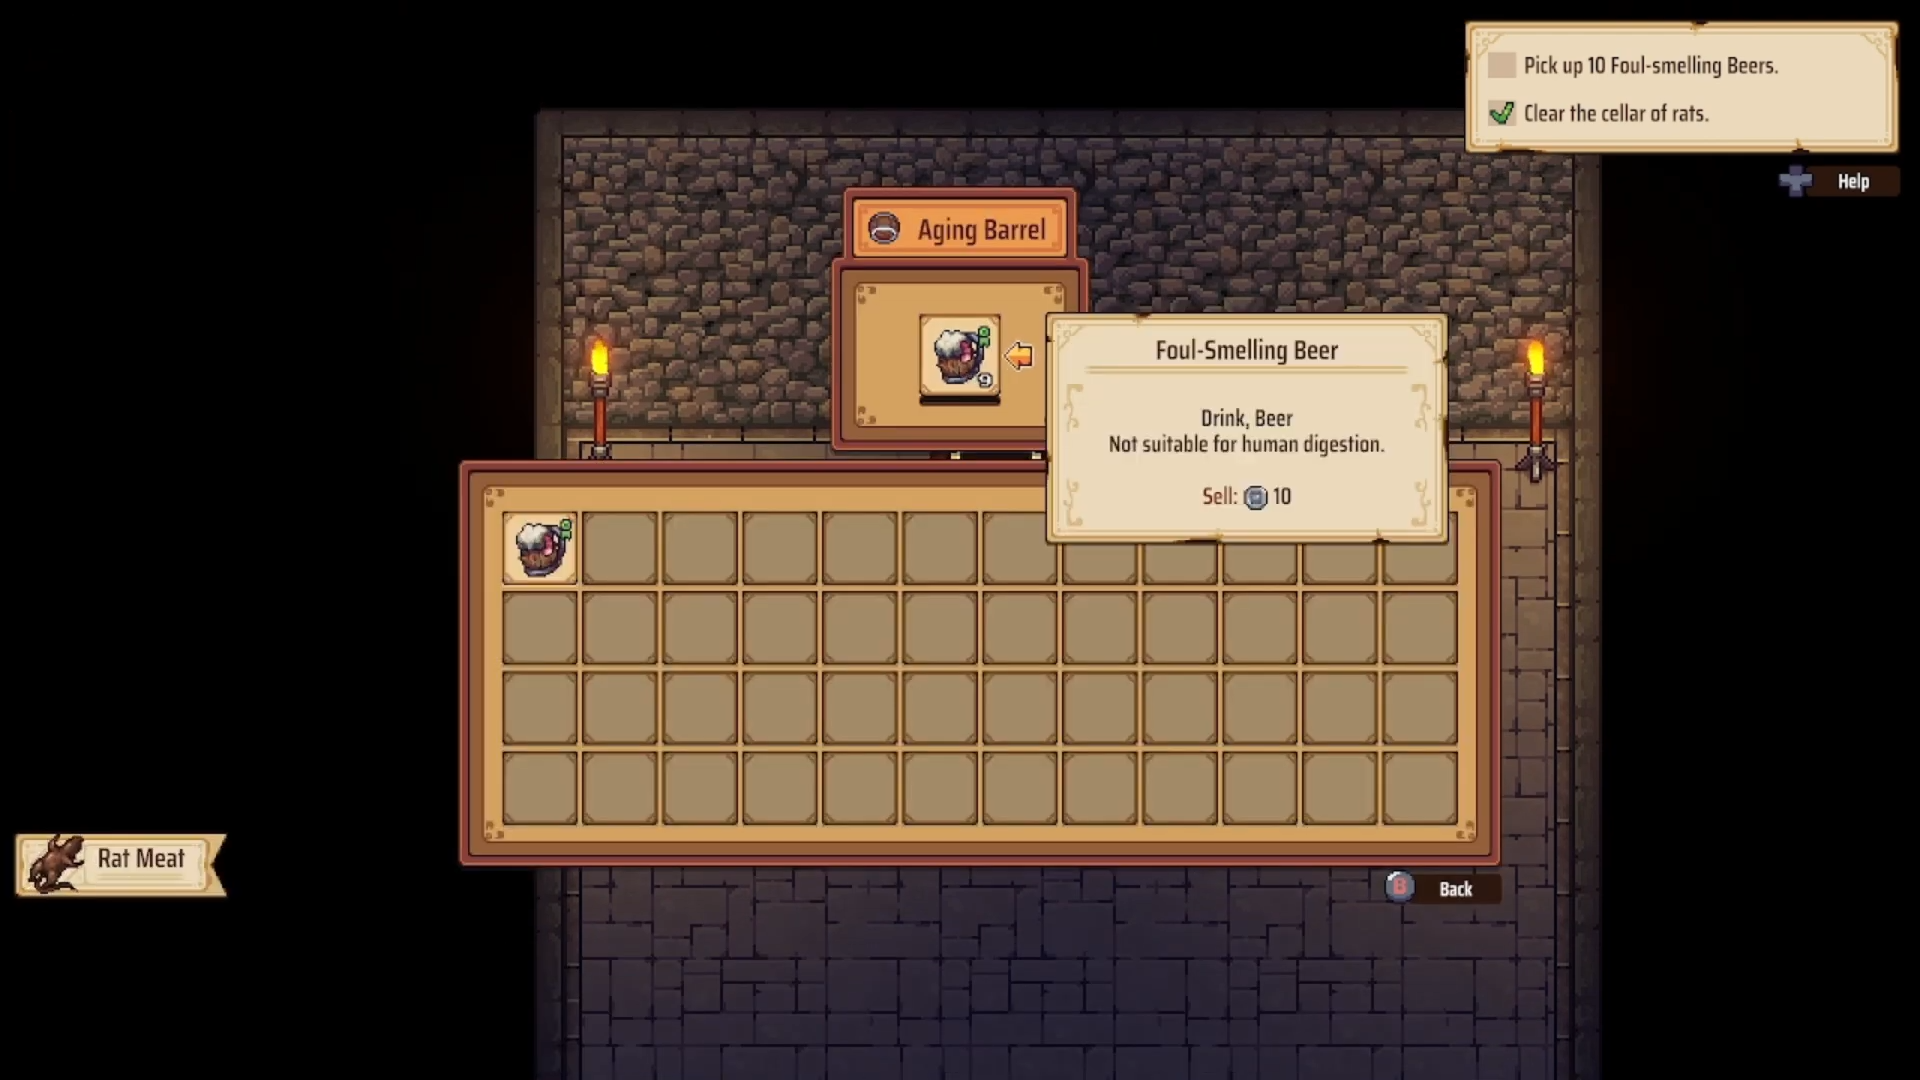 Pick up 10 Foul-smelling Beers.
Clear the cellar of rats.
Help
Aging Barrel
9
Foul-Smelling Beer
Drink, Beer
Not suitable for human digestion.
Sell: 10
Rat Meat
B Back